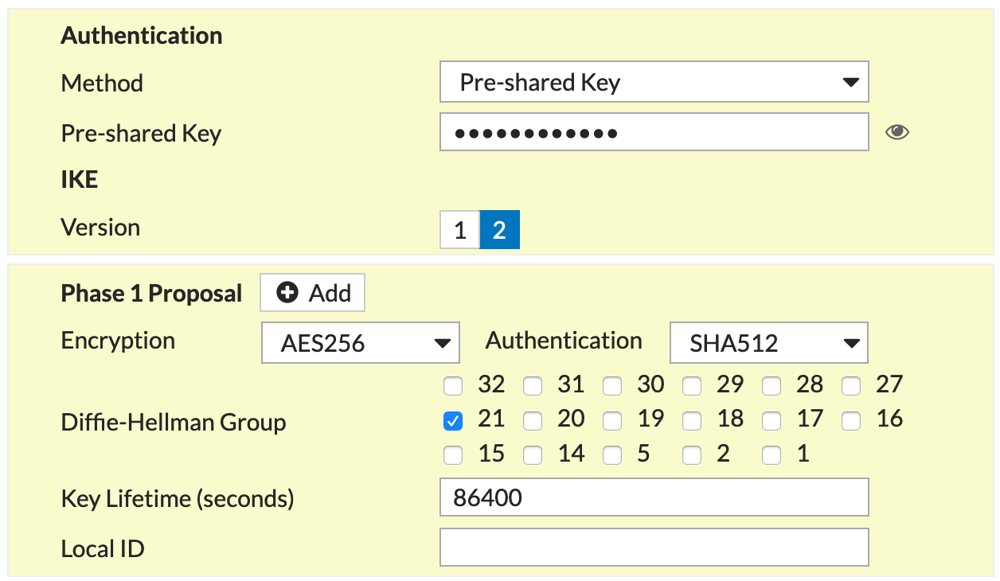 Authentication
Method Pre-shared Key
Pre-shared Key ••••••••••••
IKE
Version 1 2
Phase 1 Proposal Add
Encryption AES256 Authentication SHA512
32 31 30 29 28 27
Diffie-Hellman Group 21 20 19 18 17 16
15 14 5 2 1
Key Lifetime (seconds) 86400
Local ID